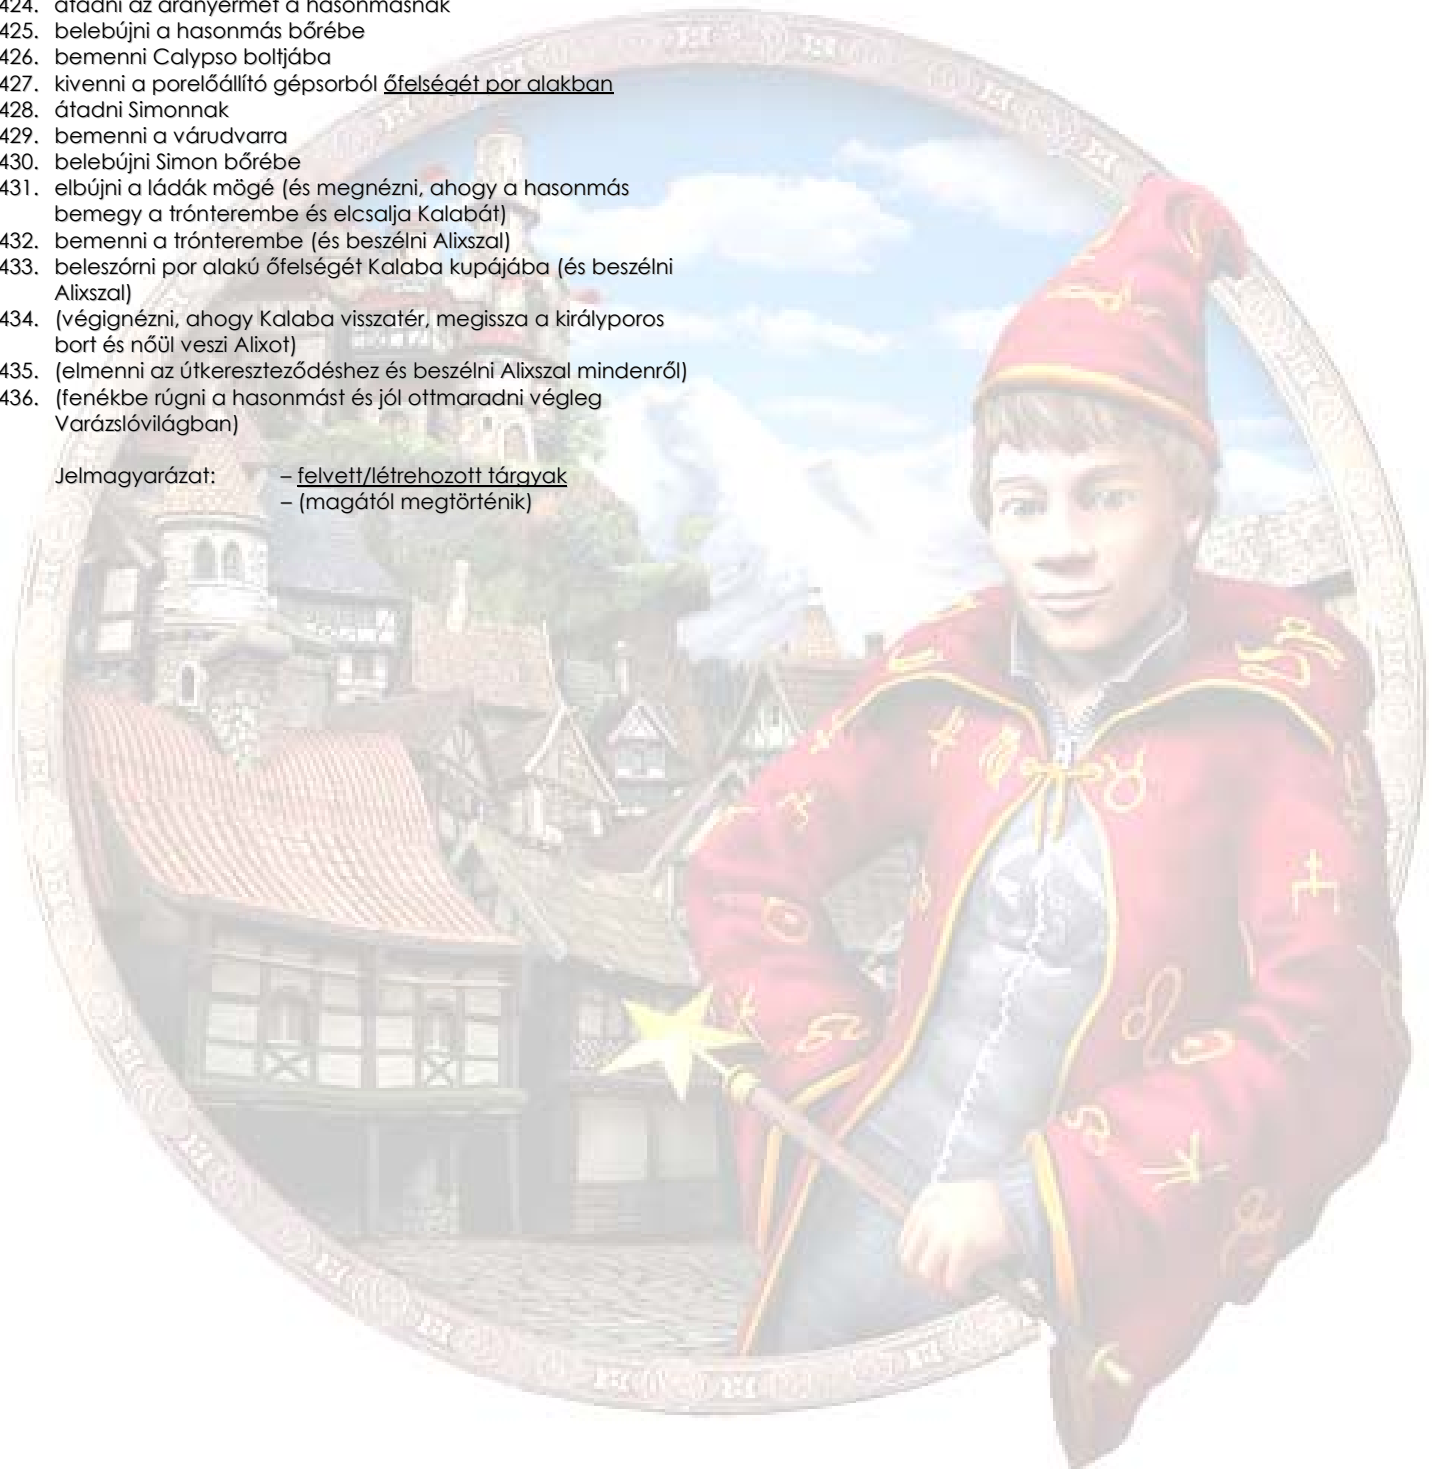 424. átadni az aranyérmét a hasonmásnak
425. belebújni a hasonmás bőrébe
426. bemenni Calypso boltjába
427. kivenni a porelőállító gépsorból őfelségét por alakban
428. átadni Simonnak
429. bemenni a várudvarra
430. belebújni Simon bőrébe
431. elbújni a ládák mögé (és megnézni, ahogy a hasonmás
bemegy a trónterembe és elcsalja Kalabát)
432. bemenni a trónterembe (és beszélni Alixszal)
433. beleszórni por alakú őfelségét Kalaba kupájába (és beszélni
Alixszal)
434. (végignézni, ahogy Kalaba visszatér, megissza a királyporos
bort és nőül veszi Alixot)
435. (elmenni az útkereszteződéshez és beszélni Alixszal mindenről)
436. (fenékbe rúgni a hasonmást és jól ottmaradni végleg
Varázslóvilágban)
Jelmagyarázat: – felvett/létrehozott tárgyak
– (magától megtörténik)